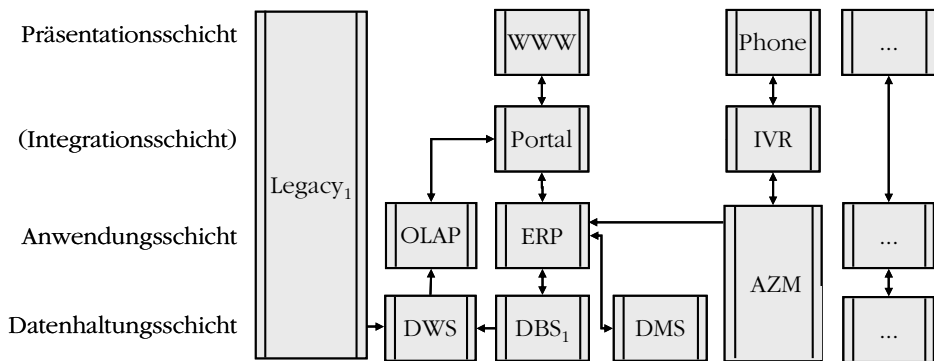 Präsentationsschicht
WWW
Phone
...
(Integrationsschicht)
Portal
IVR
Legacy₁
Anwendungsschicht
OLAP
ERP
...
AZM
Datenhaltungsschicht
DWS
DBS₁
DMS
...